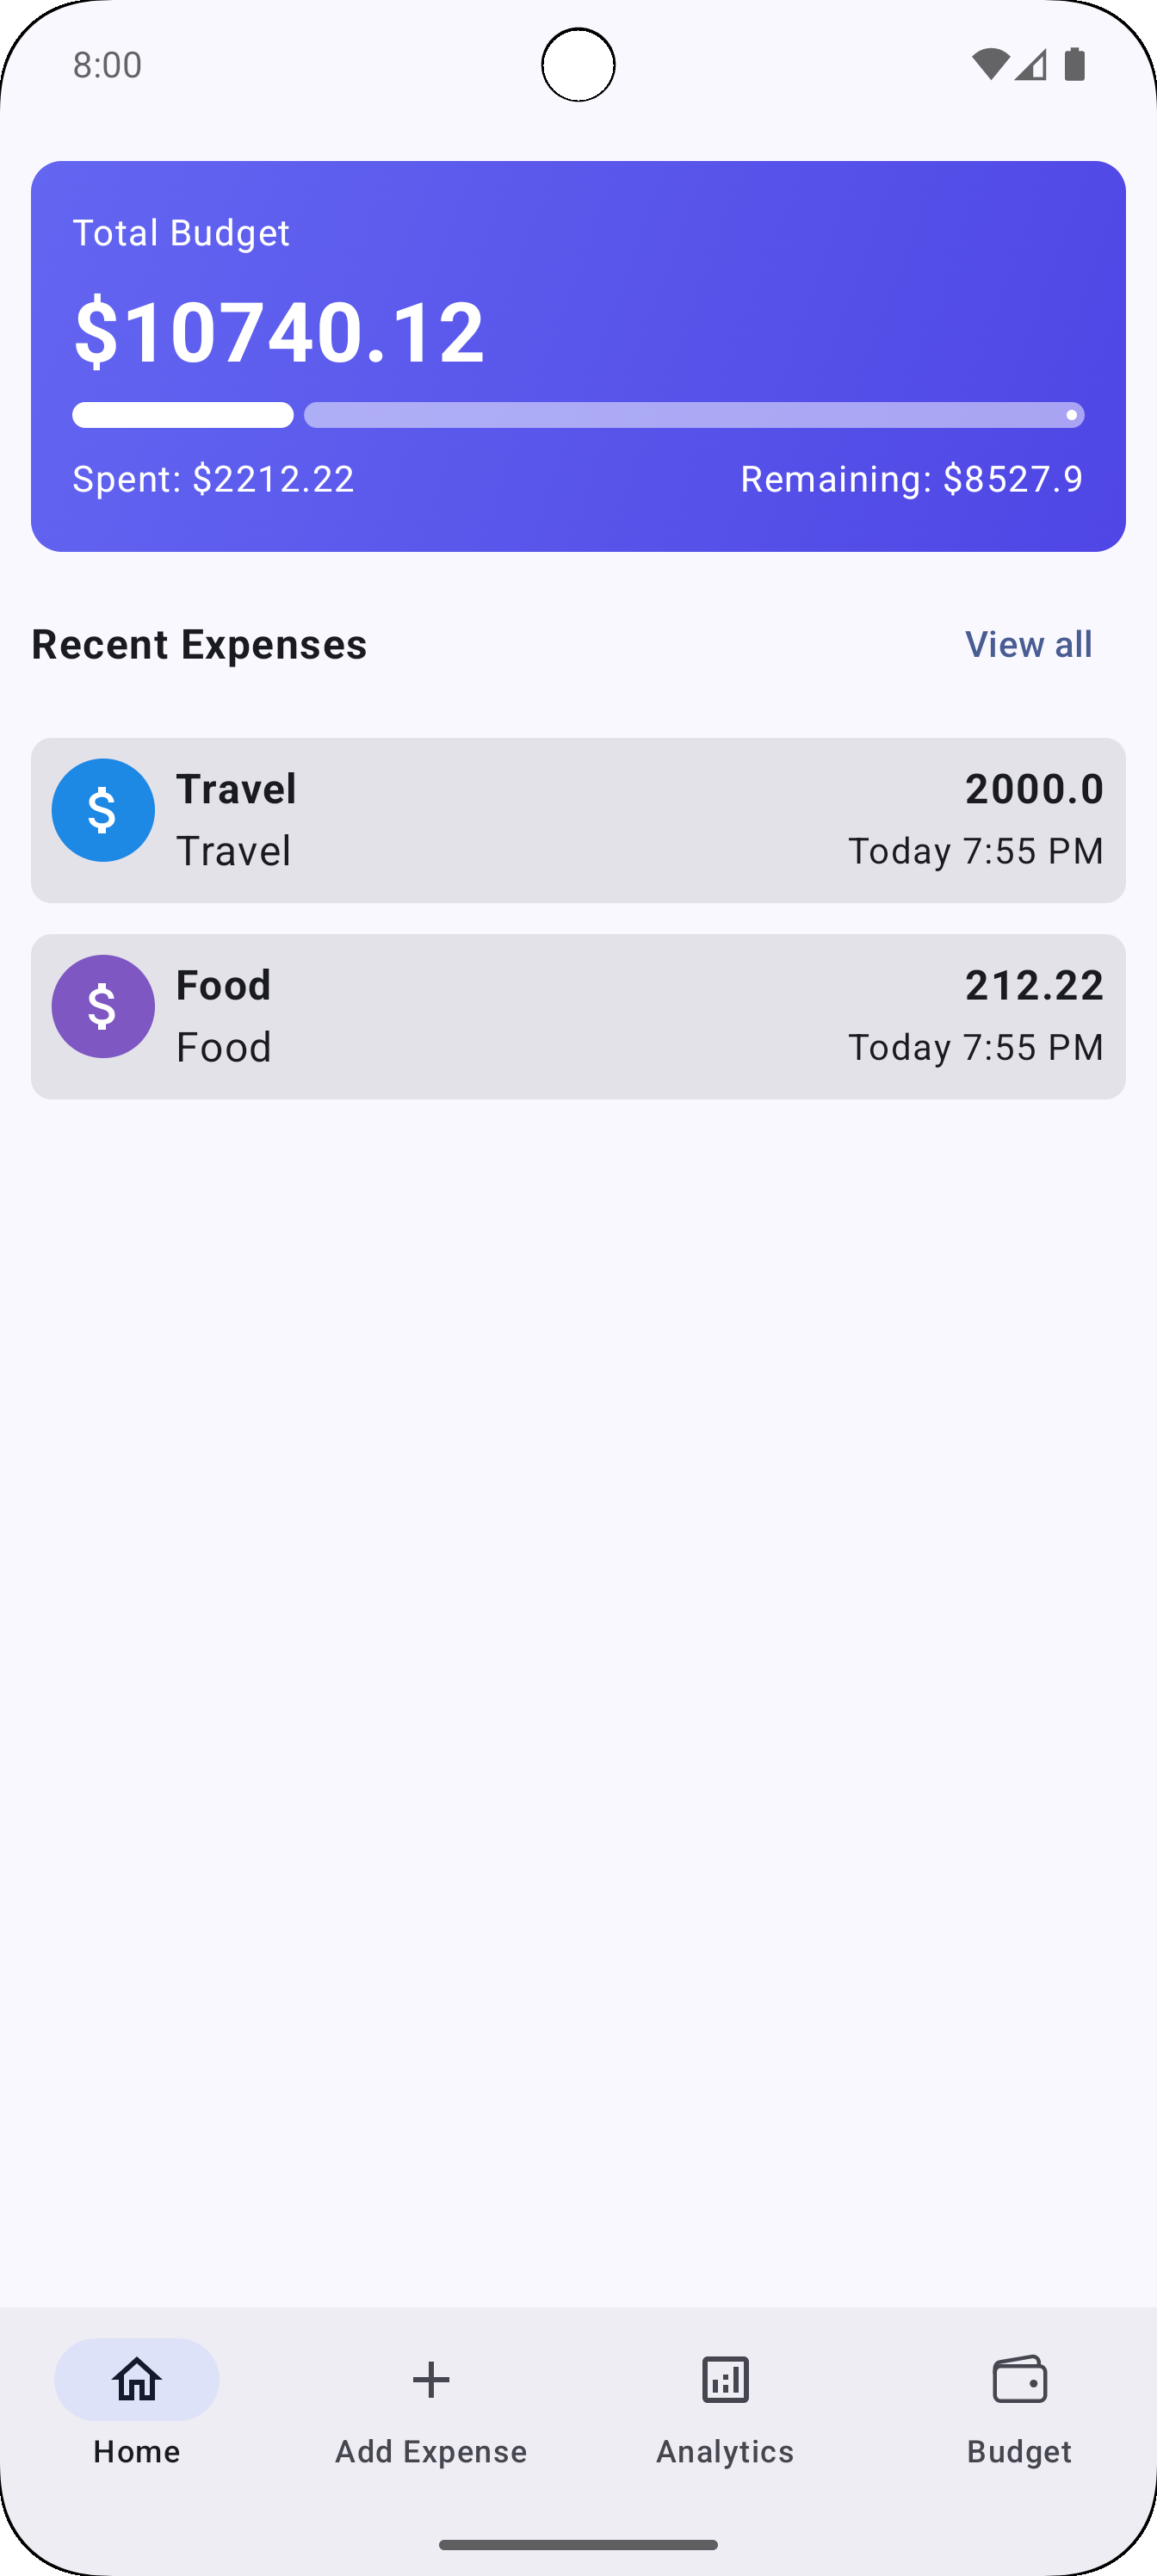 8:00
Total Budget
$10740.12
Spent: $2212.22 Remaining: $8527.9
Recent Expenses View all
$ Travel 2000.0
Travel Today 7:55 PM
$ Food 212.22
Food Today 7:55 PM
Home Add Expense Analytics Budget